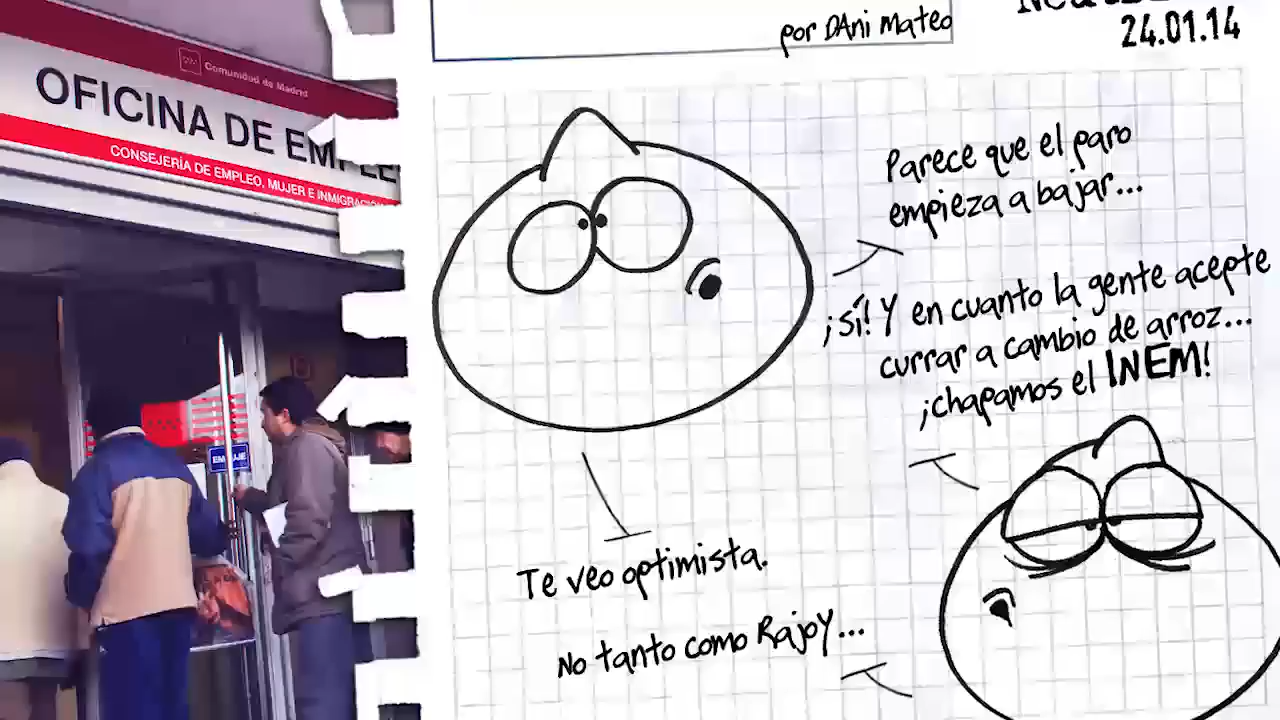 Comunidad de Madrid
OFICINA DE EMPLE
CONSEJERÍA DE EMPLEO, MUJER E INMIGRACIÓN
EMPUJE
por DAni Mateo
24.01.14
Parece que el paro
empieza a bajar...
¡sí! Y en cuanto la gente acepte
currar a cambio de arroz...
¡chapamos el INEM!
Te veo optimista.
No tanto como Rajoy...